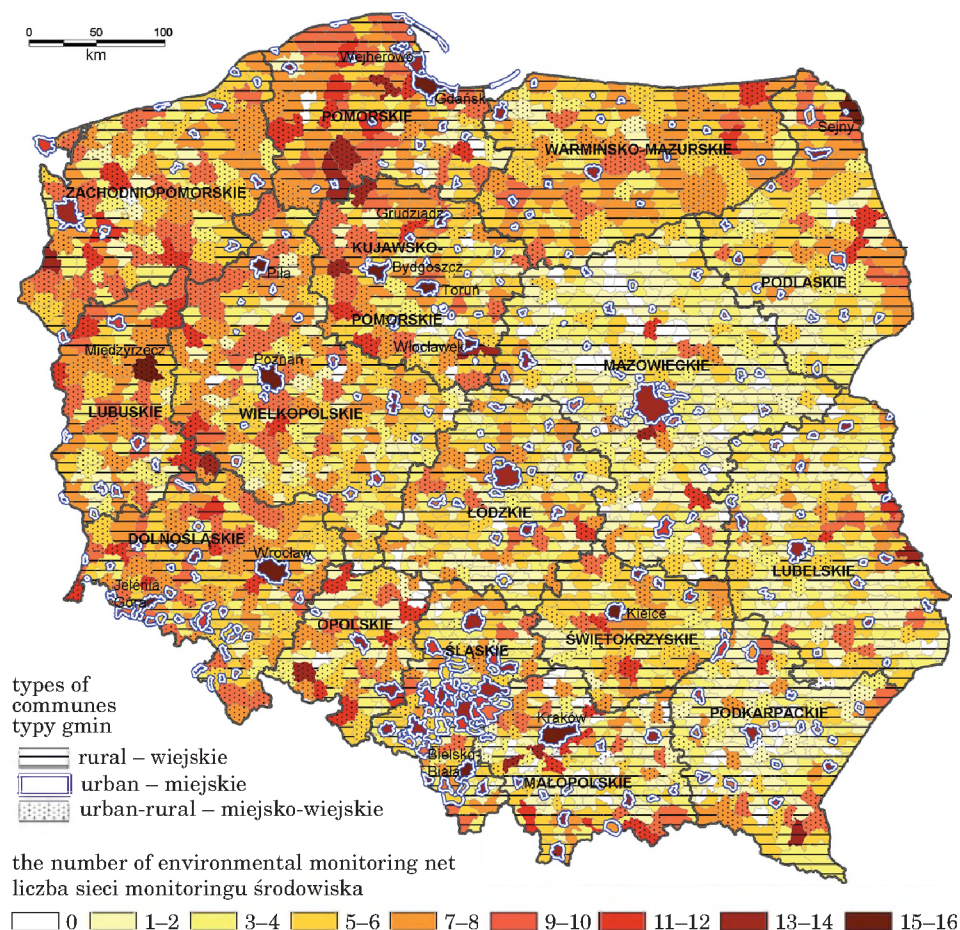 0 50 100
km
Wejherowo
Gdańsk
POMORSKIE
Sejny
WARMIŃSKO-MAZURSKIE
ZACHODNIOPOMORSKIE
Grudziądz
KUJAWSKO-
Bydgoszcz
Piła
PODLASKIE
Toruń
POMORSKIE
Włocławek
Międzyrzecz
Poznań
MAZOWIECKIE
LUBUSKIE
WIELKOPOLSKIE
ŁÓDZKIE
DOLNOŚLĄSKIE
Wrocław
LUBELSKIE
Jelenia
Góra
Kielce
OPOLSKIE
ŚWIĘTOKRZYSKIE
ŚLĄSKIE
types of
communes
typy gmin
Kraków
PODKARPACKIE
rural – wiejskie
Bielsko
Biała
urban – miejskie
MAŁOPOLSKIE
urban-rural – miejsko-wiejskie
the number of environmental monitoring net
liczba sieci monitoringu środowiska
0 1–2 3–4 5–6 7–8 9–10 11–12 13–14 15–16